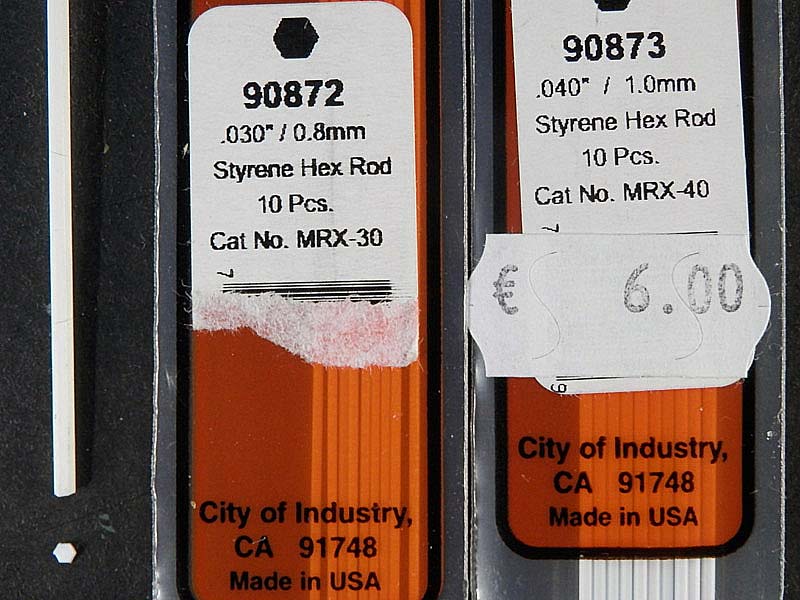 90872
.030" / 0.8mm
Styrene Hex Rod
10 Pcs.
Cat No. MRX-30
7
City of Industry,
CA 91748
Made in USA
90873
.040" / 1.0mm
Styrene Hex Rod
10 Pcs.
Cat No. MRX-40
7
€ 6.00
City of Industry,
CA 91748
Made in USA